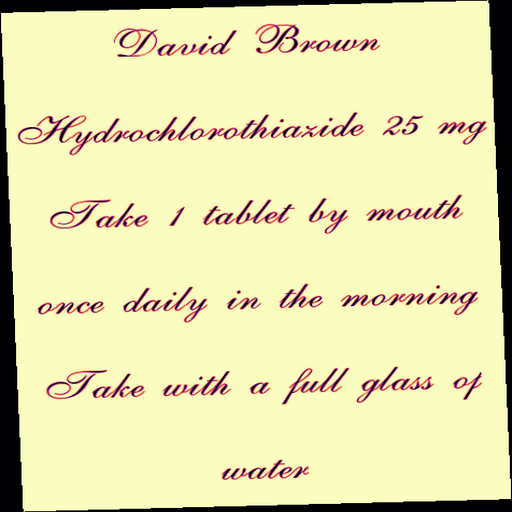 David Brown
Hydrochlorothiazide 25 mg
Take 1 tablet by mouth
once daily in the morning
Take with a full glass of
water